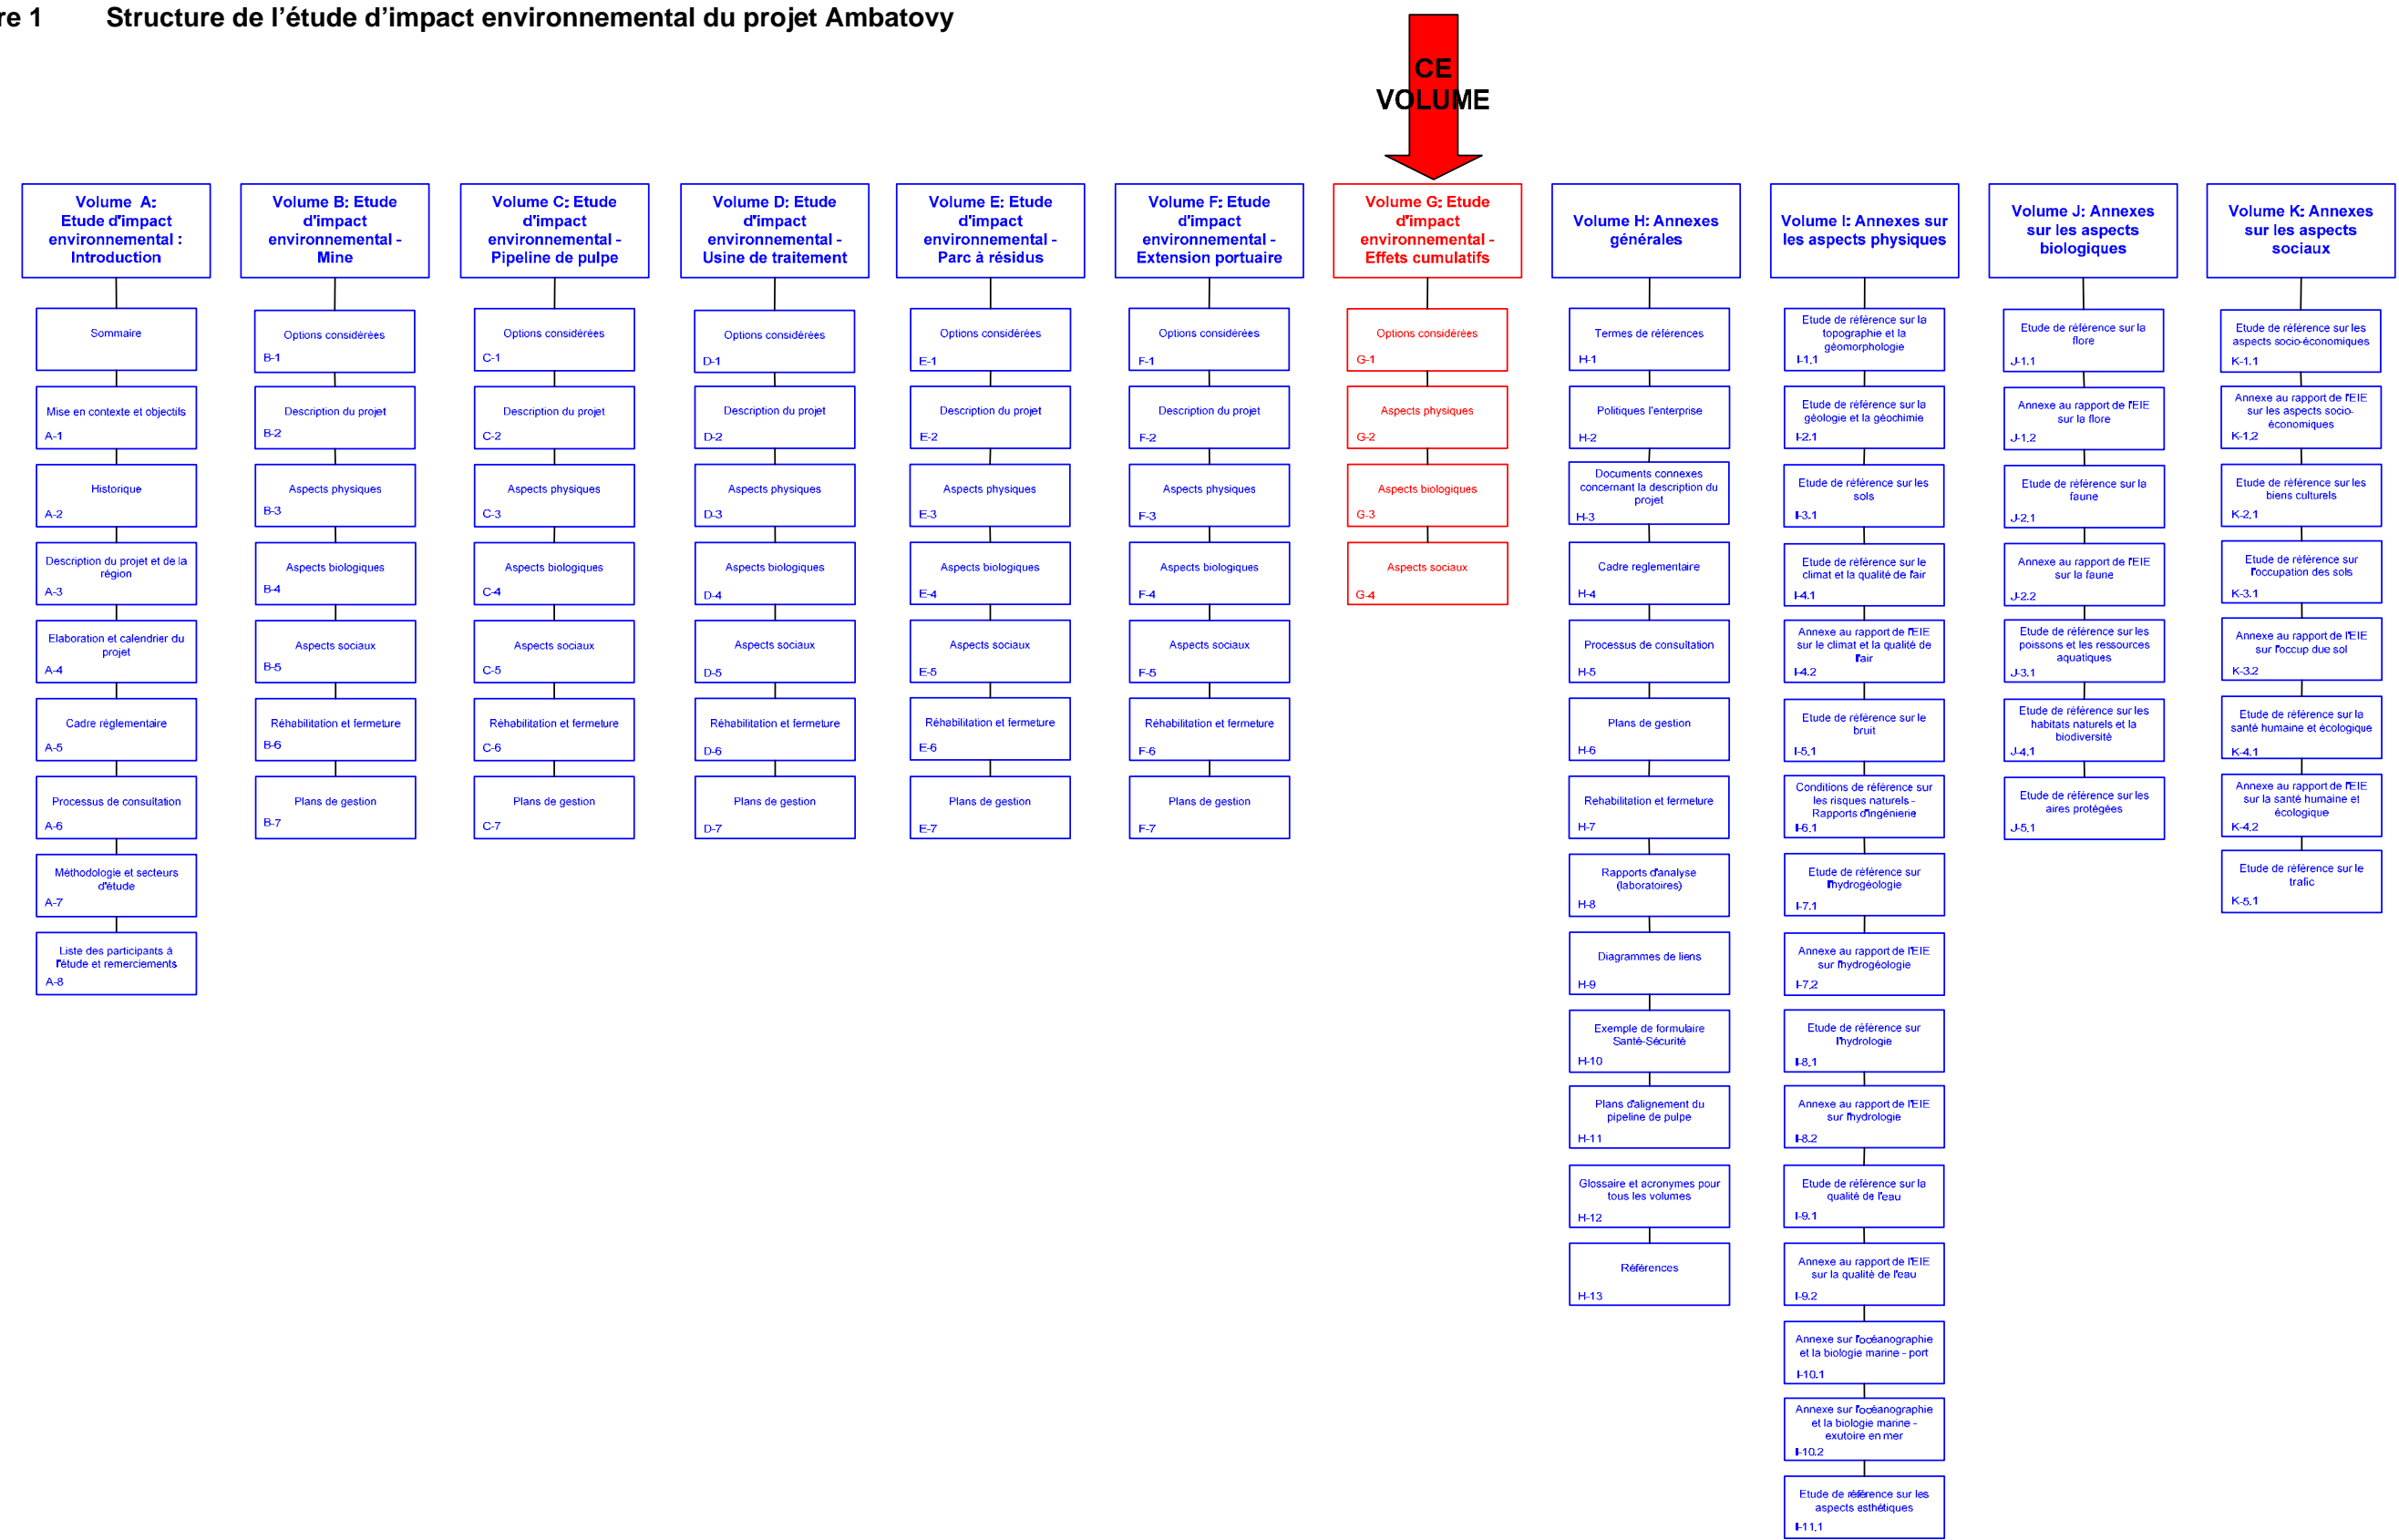 re 1 Structure de l’étude d’impact environnemental du projet Ambatovy
CE
VOLUME
Volume A:
Etude d'impact
environnemental :
Introduction
Sommaire
Mise en contexte et objectifs
A-1
Historique
A-2
Description du projet et de la
région
A-3
Elaboration et calendrier du
projet
A-4
Cadre réglementaire
A-5
Processus de consultation
A-6
Méthodologie et secteurs
d'étude
A-7
Liste des participants à
l'étude et remerciements
A-8
Volume B: Etude
d'impact
environnemental -
Mine
Options considérées
B-1
Description du projet
B-2
Aspects physiques
B-3
Aspects biologiques
B-4
Aspects sociaux
B-5
Réhabilitation et fermeture
B-6
Plans de gestion
B-7
Volume C: Etude
d'impact
environnemental -
Pipeline de pulpe
Options considérées
C-1
Description du projet
C-2
Aspects physiques
C-3
Aspects biologiques
C-4
Aspects sociaux
C-5
Réhabilitation et fermeture
C-6
Plans de gestion
C-7
Volume D: Etude
d'impact
environnemental -
Usine de traitement
Options considérées
D-1
Description du projet
D-2
Aspects physiques
D-3
Aspects biologiques
D-4
Aspects sociaux
D-5
Réhabilitation et fermeture
D-6
Plans de gestion
D-7
Volume E: Etude
d'impact
environnemental -
Parc à résidus
Options considérées
E-1
Description du projet
E-2
Aspects physiques
E-3
Aspects biologiques
E-4
Aspects sociaux
E-5
Réhabilitation et fermeture
E-6
Plans de gestion
E-7
Volume F: Etude
d'impact
environnemental -
Extension portuaire
Options considérées
F-1
Description du projet
F-2
Aspects physiques
F-3
Aspects biologiques
F-4
Aspects sociaux
F-5
Réhabilitation et fermeture
F-6
Plans de gestion
F-7
Volume G: Etude
d'impact
environnemental -
Effets cumulatifs
Options considérées
G-1
Aspects physiques
G-2
Aspects biologiques
G-3
Aspects sociaux
G-4
Volume H: Annexes
générales
Termes de références
H-1
Politiques l'enterprise
H-2
Documents connexes
concernant la description du
projet
H-3
Cadre reglementaire
H-4
Processus de consultation
H-5
Plans de gestion
H-6
Rehabilitation et fermeture
H-7
Rapports d'analyse
(laboratoires)
H-8
Diagrammes de liens
H-9
Exemple de formulaire
Santé-Sécurité
H-10
Plans d'alignement du
pipeline de pulpe
H-11
Glossaire et acronymes pour
tous les volumes
H-12
Références
H-13
Volume I: Annexes sur
les aspects physiques
Etude de référence sur la
topographie et la
géomorphologie
I-1.1
Etude de référence sur la
géologie et la géochimie
I-2.1
Etude de référence sur les
sols
I-3.1
Etude de référence sur le
climat et la qualité de l'air
I-4.1
Annexe au rapport de l'EIE
sur le climat et la qualité de
l'air
I-4.2
Etude de référence sur le
bruit
I-5.1
Conditions de référence sur
les risques naturels -
Rapports d'ingénierie
I-6.1
Etude de référence sur
l'hydrogéologie
I-7.1
Annexe au rapport de l'EIE
sur l'hydrogéologie
I-7.2
Etude de référence sur
l'hydrologie
I-8.1
Annexe au rapport de l'EIE
sur l'hydrologie
I-8.2
Etude de référence sur la
qualité de l'eau
I-9.1
Annexe au rapport de l'EIE
sur la qualité de l'eau
I-9.2
Annexe sur l'océanographie
et la biologie marine - port
I-10.1
Annexe sur l'océanographie
et la biologie marine -
exutoire en mer
I-10.2
Etude de référence sur les
aspects esthétiques
I-11.1
Volume J: Annexes
sur les aspects
biologiques
Etude de référence sur la
flore
J-1.1
Annexe au rapport de l'EIE
sur la flore
J-1.2
Etude de référence sur la
faune
J-2.1
Annexe au rapport de l'EIE
sur la faune
J-2.2
Etude de référence sur les
poissons et les ressources
aquatiques
J-3.1
Etude de référence sur les
habitats naturels et la
biodiversité
J-4.1
Etude de référence sur les
aires protégées
J-5.1
Volume K: Annexes
sur les aspects
sociaux
Etude de référence sur les
aspects socio-économiques
K-1.1
Annexe au rapport de l'EIE
sur les aspects socio-
économiques
K-1.2
Etude de référence sur les
biens culturels
K-2.1
Etude de référence sur
l'occupation des sols
K-3.1
Annexe au rapport de l'EIE
sur l'occup due sol
K-3.2
Etude de référence sur la
santé humaine et écologique
K-4.1
Annexe au rapport de l'EIE
sur la santé humaine et
écologique
K-4.2
Etude de référence sur le
trafic
K-5.1